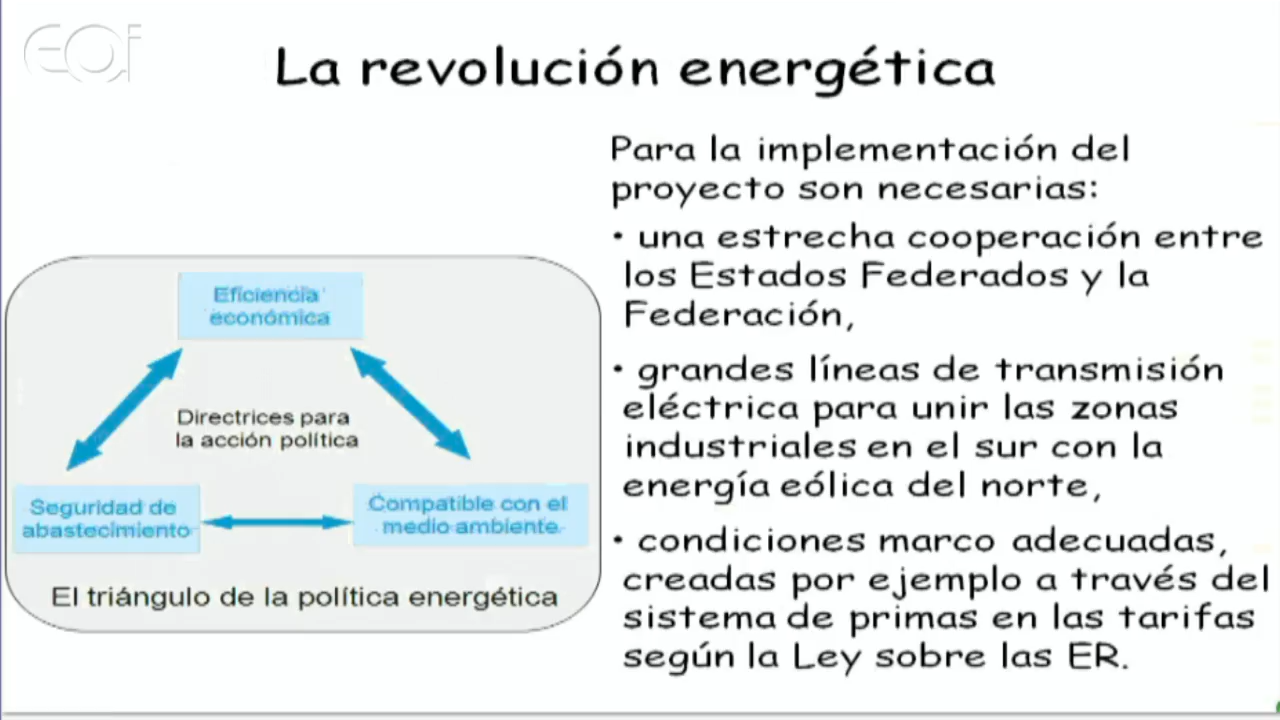 eoi
La revolución energética
Para la implementación del
proyecto son necesarias:
• una estrecha cooperación entre
los Estados Federados y la
Federación,
• grandes líneas de transmisión
eléctrica para unir las zonas
industriales en el sur con la
energía eólica del norte,
• condiciones marco adecuadas,
creadas por ejemplo a través del
sistema de primas en las tarifas
según la Ley sobre las ER.
Eficiencia
económica
Directrices para
la acción política
Seguridad de
abastecimiento
Compatible con el
medio ambiente
El triángulo de la política energética